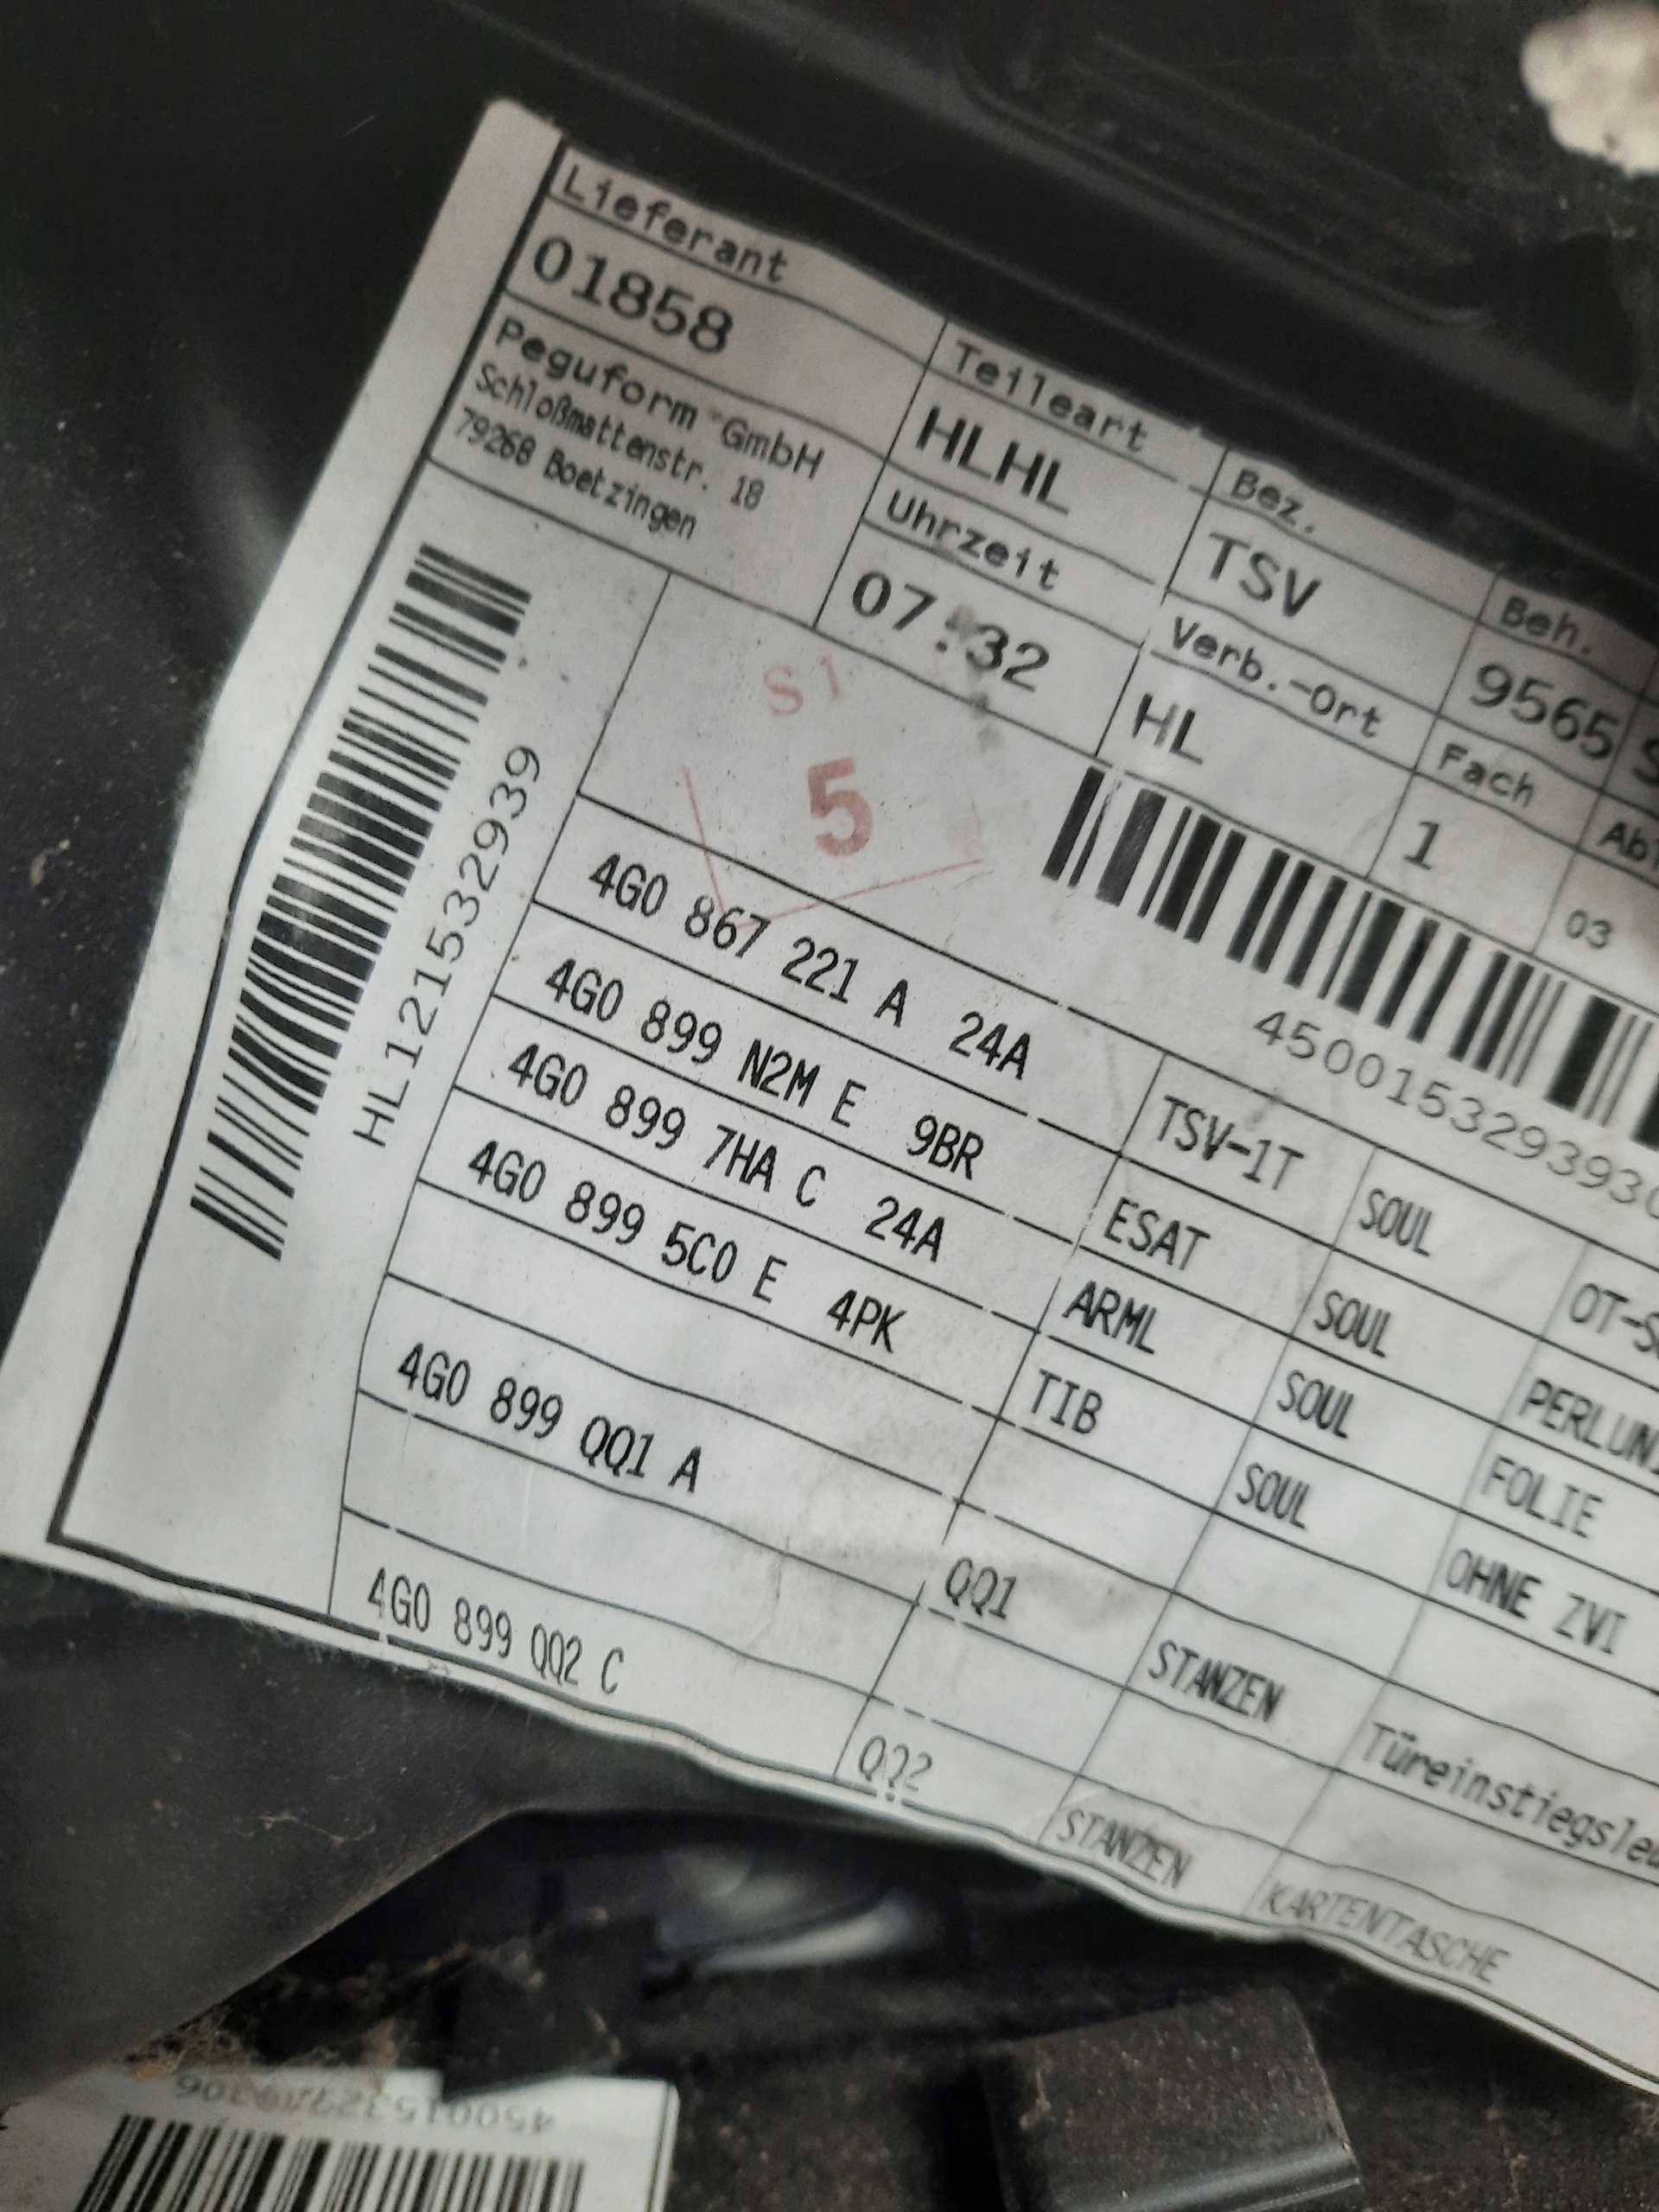 Lieferant
01858
Peguform GmbH
Schloßmattenstr. 18
79268 Boetzingen
Teileart
HLHL
Uhrzeit
07:32
Bez.
TSV
Verb.-Ort
HL
Beh.
9565
Fach
1
03
S1
5
HL1215332939
4G0 867 221 A 24A TSV-1T SOUL
4G0 899 N2M E 9BR ESAT SOUL
4G0 899 7HA C 24A ARML SOUL FOLIE
4G0 899 5C0 E 4PK TIB SOUL OHNE ZVI
4G0 899 QQ1 A QQ1 STANZEN
4G0 899 QQ2 C QQ2 STANZEN KARTENTASCHE